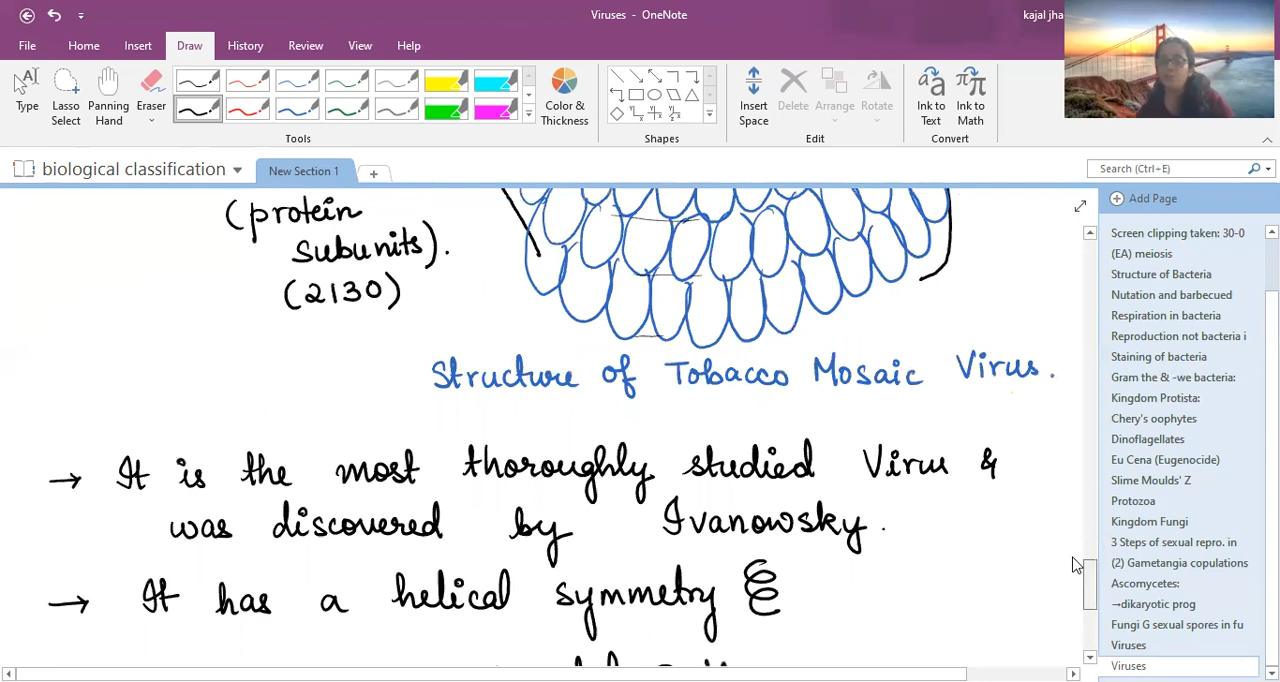 Viruses - OneNote
kajal jha
File Home Insert Draw History Review View Help
Type
Lasso Select
Panning Hand
Eraser
Color & Thickness
Insert Space
Delete
Arrange
Rotate
Ink to Text
Ink to Math
Tools
Shapes
Edit
Convert
biological classification
New Section 1
Search (Ctrl+E)
(protein
subunits).
(2130)
Structure of Tobacco Mosaic Virus.
→ It is the most thoroughly studied Virus &
was discovered by Ivanowsky.
→ It has a helical symmetry
Add Page
Screen clipping taken: 30-0
(EA) meiosis
Structure of Bacteria
Nutation and barbecued
Respiration in bacteria
Reproduction not bacteria i
Staining of bacteria
Gram the & -we bacteria:
Kingdom Protista:
Chery's oophytes
Dinoflagellates
Eu Cena (Eugenocide)
Slime Moulds' Z
Protozoa
Kingdom Fungi
3 Steps of sexual repro. in
(2) Gametangia copulations
Ascomycetes:
→dikaryotic prog
Fungi G sexual spores in fu
Viruses
Viruses